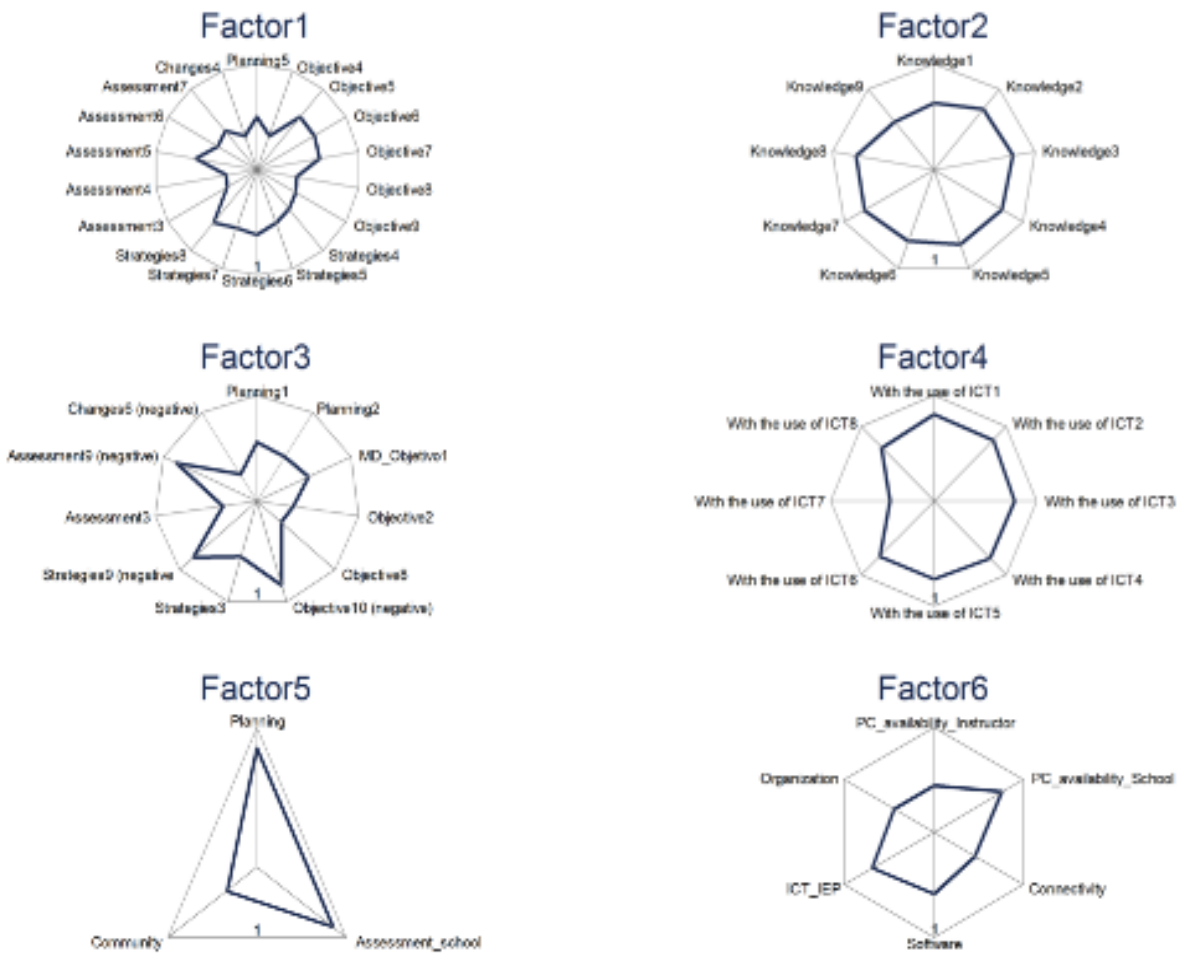 Factor1
Planning5
Objective4
Objective5
Objective6
Objective7
Objective8
Objective9
Strategies4
Strategies5
Strategies6
Strategies7
Strategies8
Assessment3
Assessment4
Assessment5
Assessment6
Assessment7
Changes4
1
Factor2
Knowledge1
Knowledge2
Knowledge3
Knowledge4
Knowledge5
Knowledge6
Knowledge7
Knowledge8
Knowledge9
1
Factor3
Planning1
Planning2
MD_Objetivo1
Objective2
Objective10 (negative)
Strategies3
Strategies9 (negative
Assessment3
Assessment9 (negative)
1
Factor4
With the use of ICT1
With the use of ICT2
With the use of ICT3
With the use of ICT4
With the use of ICT5
With the use of ICT6
With the use of ICT7
With the use of ICT8
1
Factor5
Planning
Assessment_school
Community
1
Factor6
PC_availability_Instructor
PC_availability_School
Connectivity
Software
ICT_IEP
Organization
1